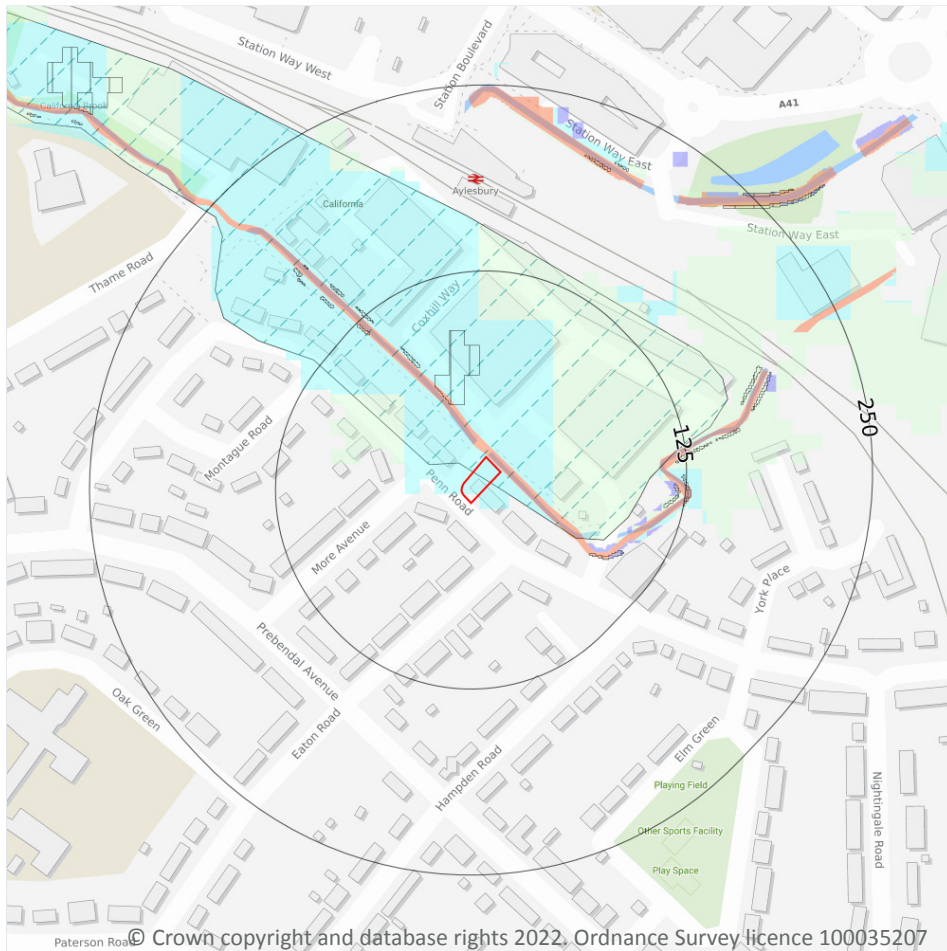 Station Way West
Station Boulevard
A41
California Brook
Station Way East
Aylesbury
California
Station Way East
Thame Road
Coxhill Way
250
125
Montague Road
Penn Road
More Avenue
York Place
Prebendal Avenue
Oak Green
Eaton Road
Elm Green
Hampden Road
Playing Field
Nightingale Road
Other Sports Facility
Play Space
Paterson Road
© Crown copyright and database rights 2022. Ordnance Survey licence 100035207